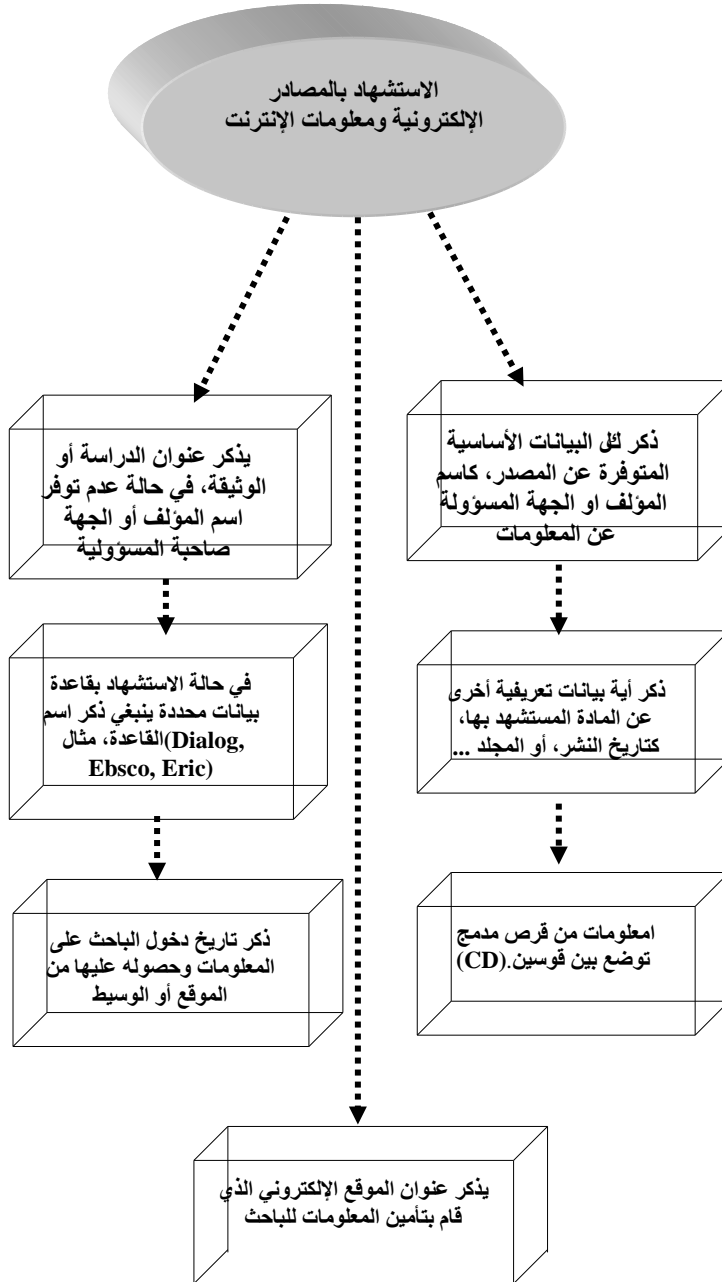 الاستشهاد بالمصادر
الإلكترونية ومعلومات الإنترنت
ذكر لكل البيانات الأساسية
المتوفرة عن المصدر، كاسم
المؤلف او الجهة المسؤولة
عن المعلومات
يذكر عنوان الدراسة أو
الوثيقة، في حالة عدم توفر
اسم المؤلف أو الجهة
صاحبة المسؤولية
ذكر أية بيانات تعريفية أخرى
عن المادة المستشهد بها،
كتاريخ النشر، أو المجلد ...
في حالة الاستشهاد بقاعدة
بيانات محددة ينبغي ذكر اسم
القاعدة، مثال(Dialog,
Ebsco, Eric)
امعلومات من قرص مدمج
توضع بين قوسين.(CD)
ذكر تاريخ دخول الباحث على
المعلومات وحصوله عليها من
الموقع أو الوسيط
يذكر عنوان الموقع الإلكتروني الذي
قام بتأمين المعلومات للباحث